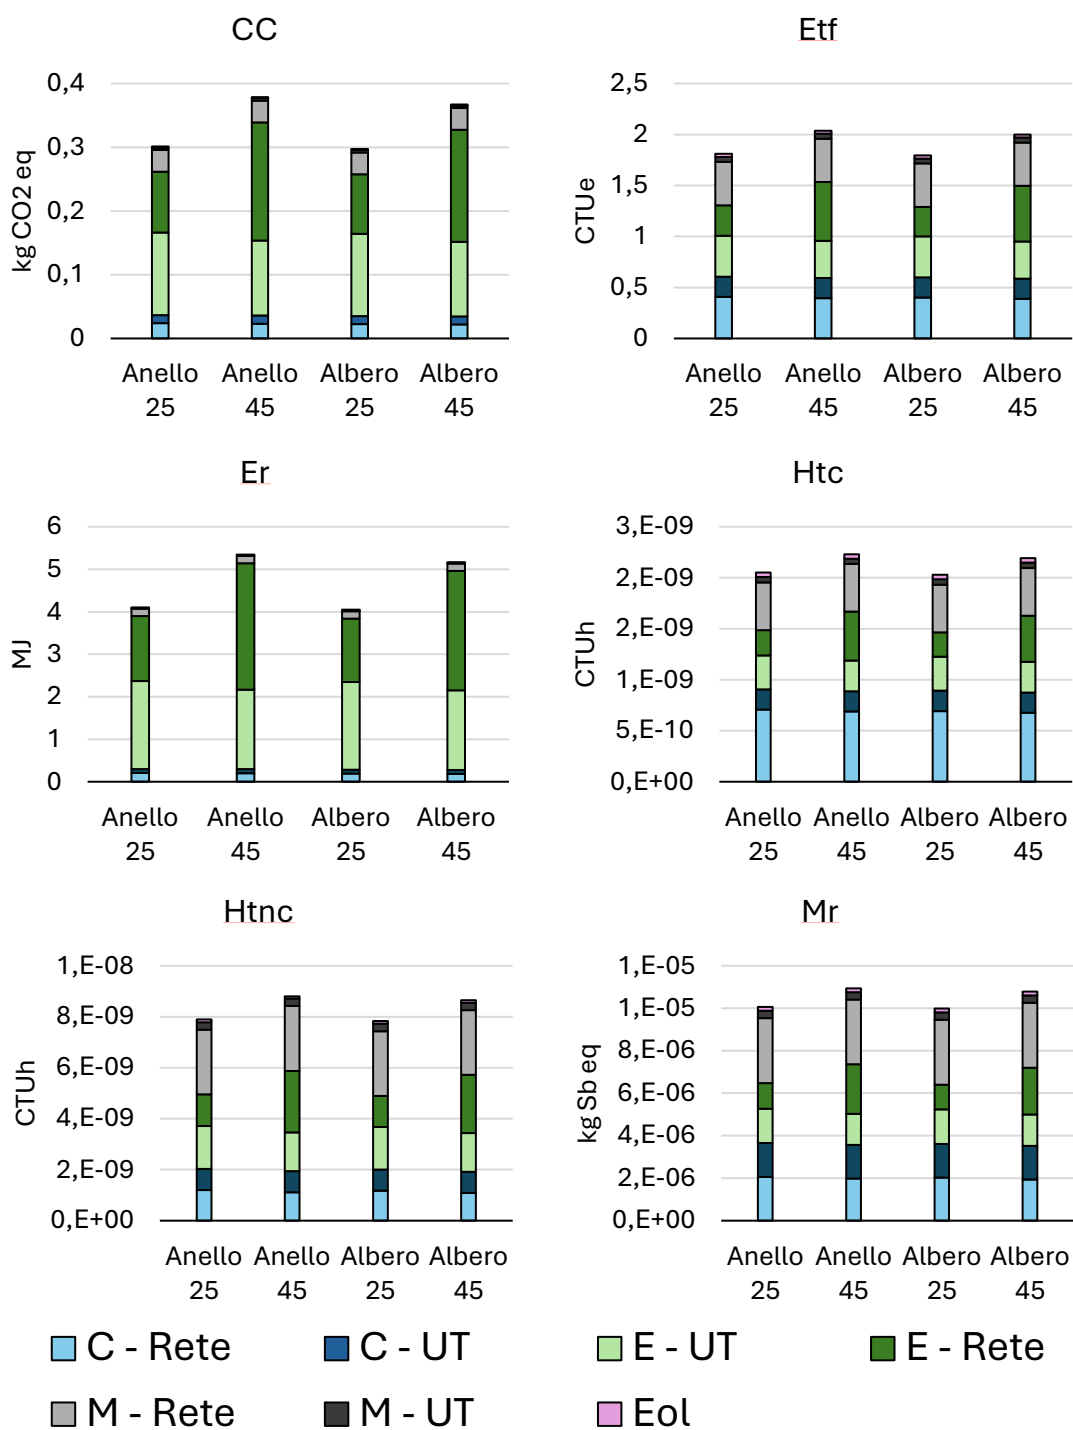 CC
0,4
0,3
0,2
0,1
0
kg CO2 eq
Anello 25
Anello 45
Albero 25
Albero 45
Etf
2,5
2
1,5
1
0,5
0
CTUe
Anello 25
Anello 45
Albero 25
Albero 45
Er
6
5
4
3
2
1
0
MJ
Anello 25
Anello 45
Albero 25
Albero 45
Htc
3,E-09
2,E-09
2,E-09
1,E-09
5,E-10
0,E+00
CTUh
Anello 25
Anello 45
Albero 25
Albero 45
Htnc
1,E-08
8,E-09
6,E-09
4,E-09
2,E-09
0,E+00
CTUh
Anello 25
Anello 45
Albero 25
Albero 45
Mr
1,E-05
1,E-05
8,E-06
6,E-06
4,E-06
2,E-06
0,E+00
kg Sb eq
Anello 25
Anello 45
Albero 25
Albero 45
C - Rete
C - UT
E - UT
E - Rete
M - Rete
M - UT
Eol